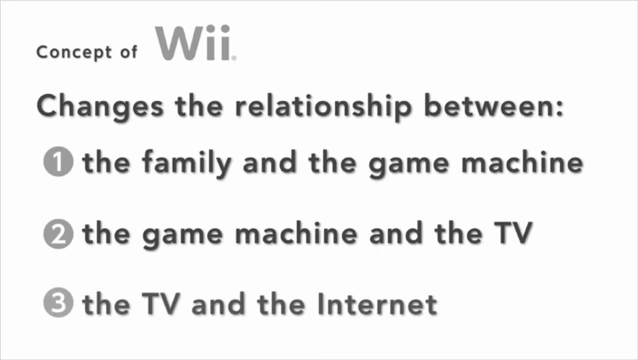 Concept of Wii
Changes the relationship between:
1 the family and the game machine
2 the game machine and the TV
3 the TV and the Internet